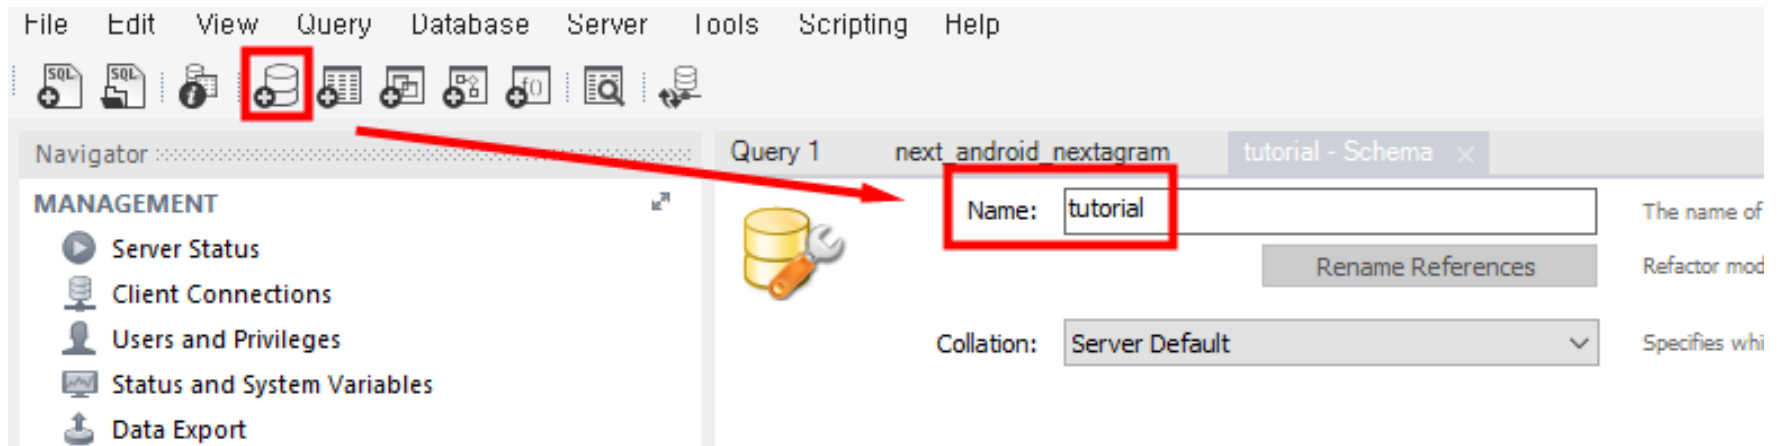 File Edit View Query Database Server Tools Scripting Help
SQL SQL i f()
Navigator
Query 1 next_android_nextagram tutorial - Schema ×
MANAGEMENT
Server Status
Client Connections
Users and Privileges
Status and System Variables
Data Export
Name: tutorial The name of
Rename References Refactor mod
Collation: Server Default Specifies whi